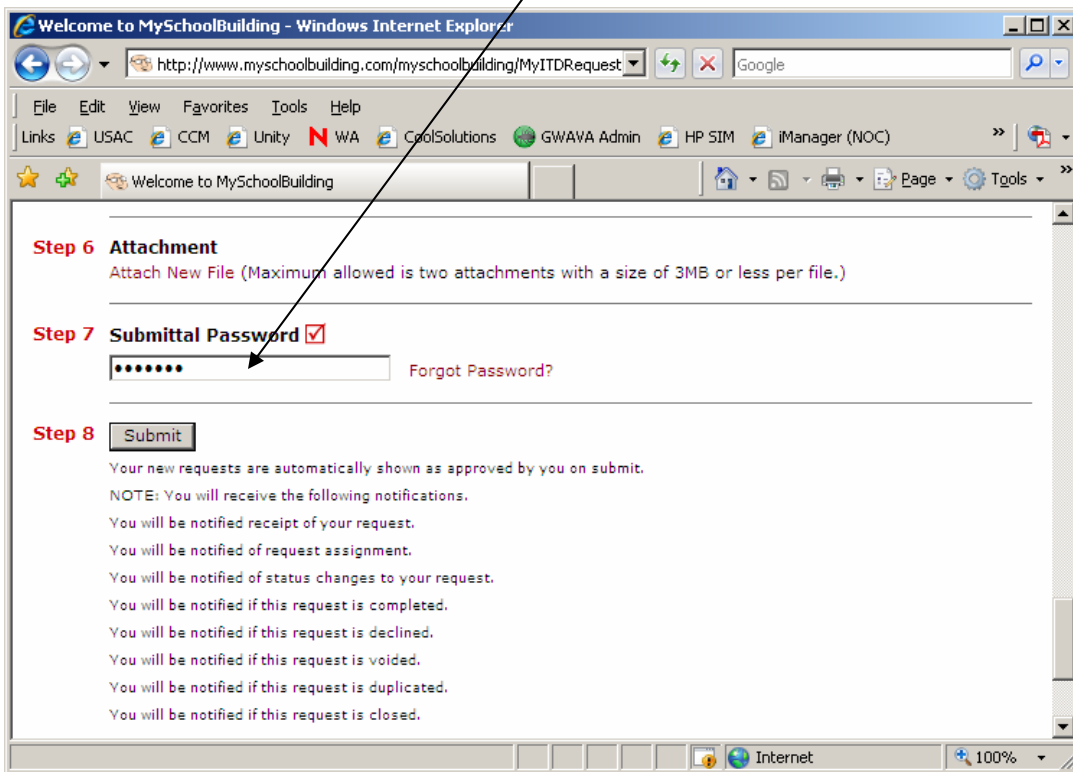 Welcome to MySchoolBuilding - Windows Internet Explorer
http://www.myschoolbuilding.com/myschoolbuilding/MyITDRequest
Google
File Edit View Favorites Tools Help
Links USAC CCM Unity N WA CoolSolutions GWAVA Admin HP SIM iManager (NOC) »
Welcome to MySchoolBuilding Page Tools »
Step 6 Attachment
Attach New File (Maximum allowed is two attachments with a size of 3MB or less per file.)
Step 7 Submittal Password
••••••• Forgot Password?
Step 8 Submit
Your new requests are automatically shown as approved by you on submit.
NOTE: You will receive the following notifications.
You will be notified receipt of your request.
You will be notified of request assignment.
You will be notified of status changes to your request.
You will be notified if this request is completed.
You will be notified if this request is declined.
You will be notified if this request is voided.
You will be notified if this request is duplicated.
You will be notified if this request is closed.
Internet 100%